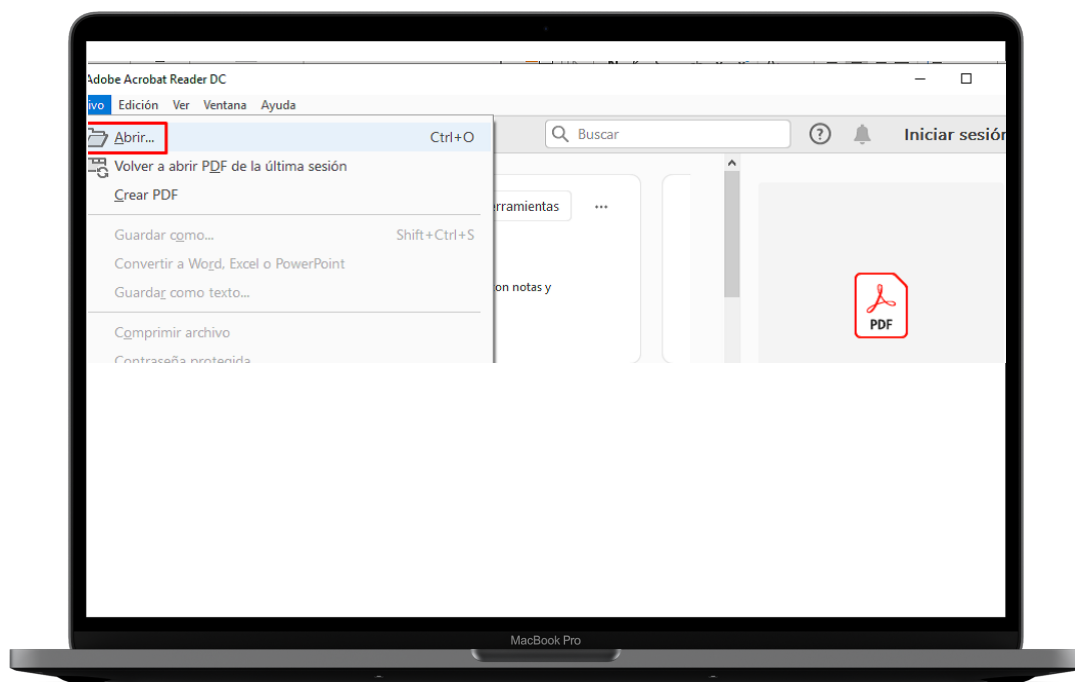 Adobe Acrobat Reader DC
ivo Edición Ver Ventana Ayuda
Abrir... Ctrl+O
Buscar
? Iniciar sesión
Volver a abrir PDF de la última sesión
Crear PDF
erramientas ...
Guardar como... Shift+Ctrl+S
Convertir a Word, Excel o PowerPoint
Guardar como texto...
on notas y
PDF
Comprimir archivo
Contraseña protegida
MacBook Pro